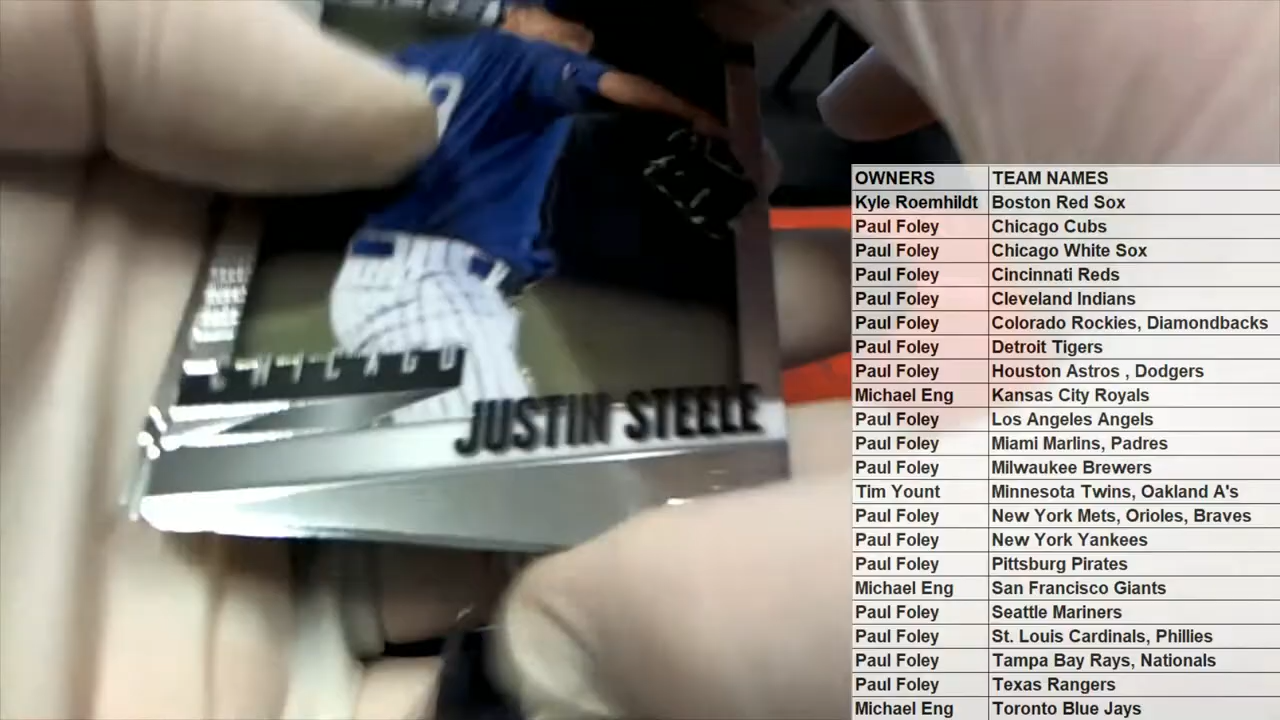 CHICAGO
JUSTIN STEELE
OWNERS TEAM NAMES
Kyle Roemhildt Boston Red Sox
Paul Foley Chicago Cubs
Paul Foley Chicago White Sox
Paul Foley Cincinnati Reds
Paul Foley Cleveland Indians
Paul Foley Colorado Rockies, Diamondbacks
Paul Foley Detroit Tigers
Paul Foley Houston Astros , Dodgers
Michael Eng Kansas City Royals
Paul Foley Los Angeles Angels
Paul Foley Miami Marlins, Padres
Paul Foley Milwaukee Brewers
Tim Yount Minnesota Twins, Oakland A's
Paul Foley New York Mets, Orioles, Braves
Paul Foley New York Yankees
Paul Foley Pittsburg Pirates
Michael Eng San Francisco Giants
Paul Foley Seattle Mariners
Paul Foley St. Louis Cardinals, Phillies
Paul Foley Tampa Bay Rays, Nationals
Paul Foley Texas Rangers
Michael Eng Toronto Blue Jays